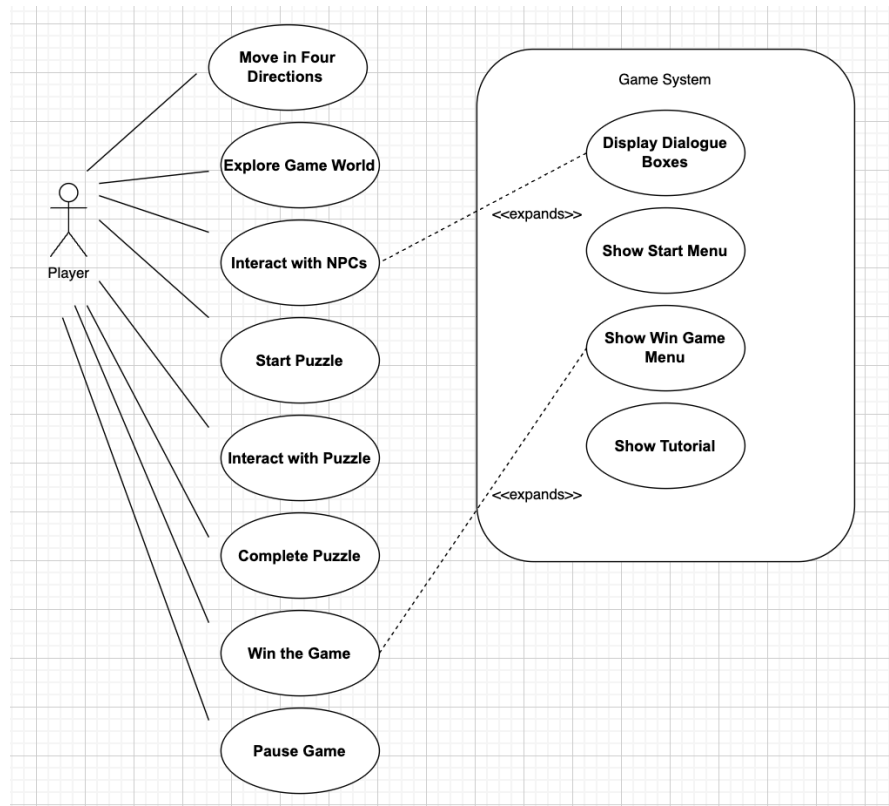 Move in Four
Directions
Explore Game World
Interact with NPCs
Player
Start Puzzle
Interact with Puzzle
Complete Puzzle
Win the Game
Pause Game
Game System
Display Dialogue
Boxes
<<expands>>
Show Start Menu
Show Win Game
Menu
Show Tutorial
<<expands>>